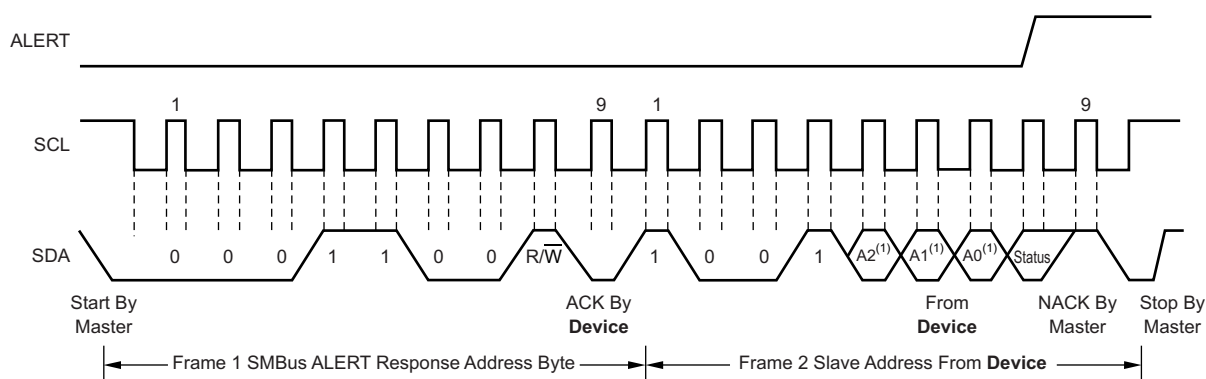 ALERT
1 9 1 9
SCL
SDA 0 0 0 1 1 0 0 R/W 1 0 0 1 A2(1) A1(1) A0(1) Status
Start By
Master
ACK By
Device
From
Device
NACK By
Master
Stop By
Master
Frame 1 SMBus ALERT Response Address Byte
Frame 2 Slave Address From Device